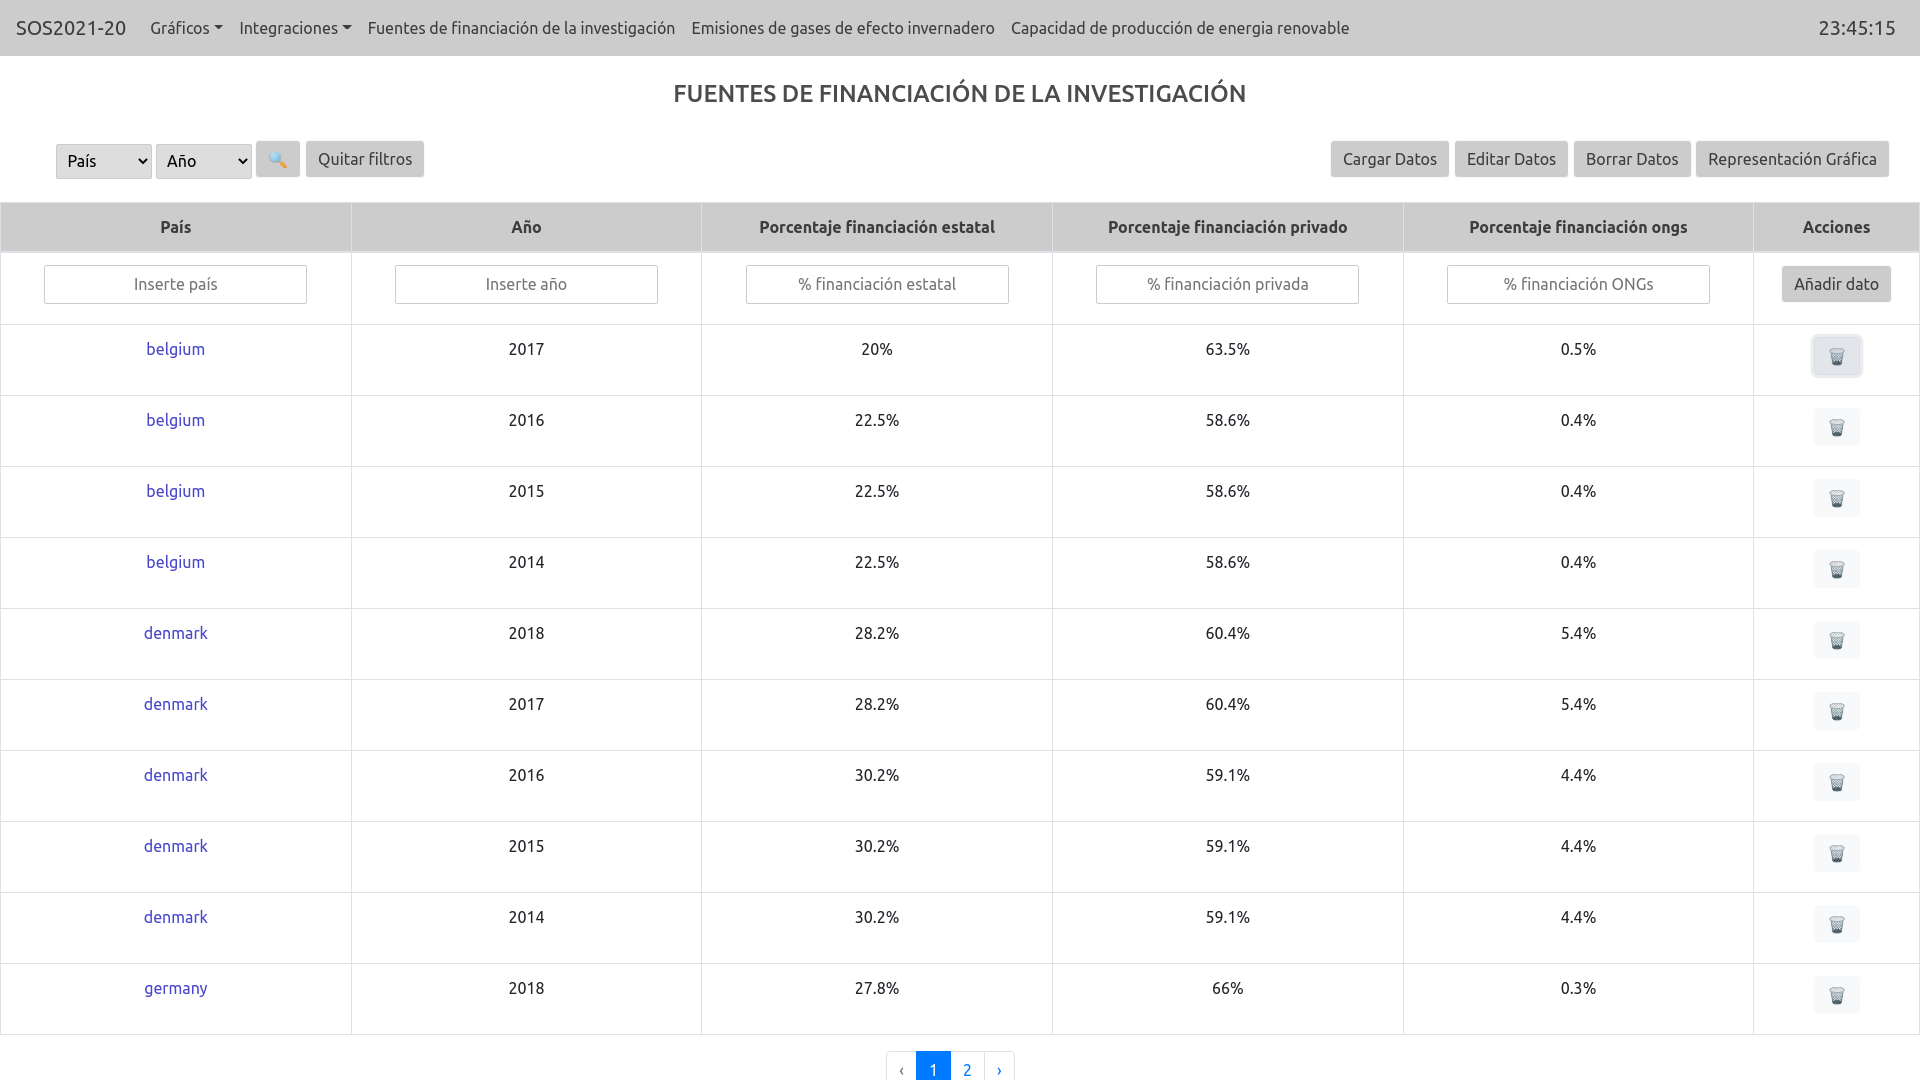 SOS2021-20 Gráficos Integraciones Fuentes de financiación de la investigación Emisiones de gases de efecto invernadero Capacidad de producción de energia renovable 23:45:15
FUENTES DE FINANCIACIÓN DE LA INVESTIGACIÓN
País Año Quitar filtros Cargar Datos Editar Datos Borrar Datos Representación Gráfica
País Año Porcentaje financiación estatal Porcentaje financiación privado Porcentaje financiación ongs Acciones
Inserte país Inserte año % financiación estatal % financiación privada % financiación ONGs Añadir dato
belgium 2017 20% 63.5% 0.5%
belgium 2016 22.5% 58.6% 0.4%
belgium 2015 22.5% 58.6% 0.4%
belgium 2014 22.5% 58.6% 0.4%
denmark 2018 28.2% 60.4% 5.4%
denmark 2017 28.2% 60.4% 5.4%
denmark 2016 30.2% 59.1% 4.4%
denmark 2015 30.2% 59.1% 4.4%
denmark 2014 30.2% 59.1% 4.4%
germany 2018 27.8% 66% 0.3%
‹ 1 2 ›